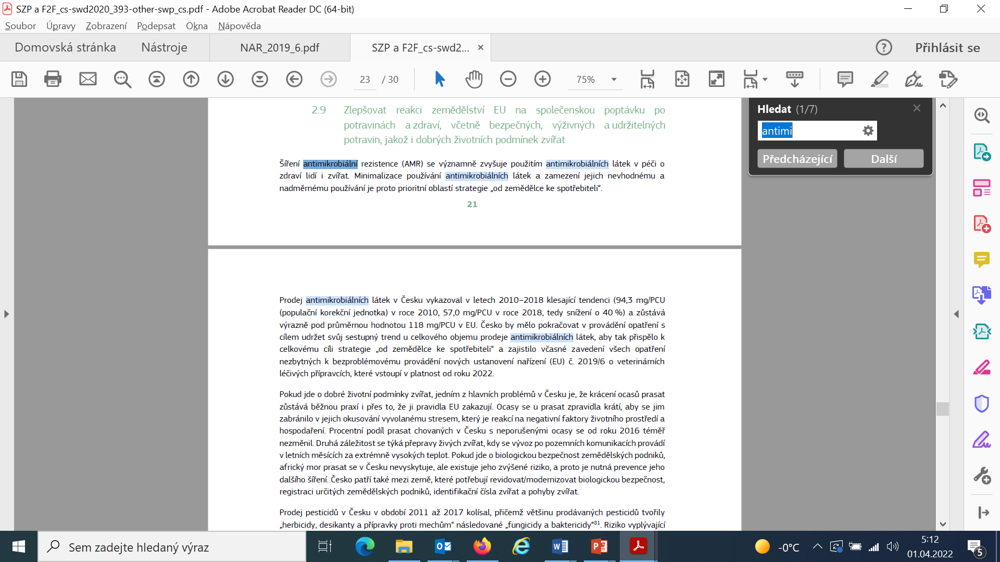 SZP a F2F_cs-swd2020_393-other-swp_cs.pdf - Adobe Acrobat Reader DC (64-bit)
Soubor Úpravy Zobrazení Podepsat Okna Nápověda
Domovská stránka Nástroje NAR_2019_6.pdf SZP a F2F_cs-swd2... × Přihlásit se
23 / 30 75%
Hledat (1/7)
antimi
Předcházející Další
2.9 Zlepšovat reakci zemědělství EU na společenskou poptávku po
potravinách a zdraví, včetně bezpečných, výživných a udržitelných
potravin, jakož i dobrých životních podmínek zvířat
Šíření antimikrobiální rezistence (AMR) se významně zvyšuje použitím antimikrobiálních látek v péči o
zdraví lidí i zvířat. Minimalizace používání antimikrobiálních látek a zamezení jejich nevhodnému a
nadměrnému používání je proto prioritní oblastí strategie „od zemědělce ke spotřebiteli“.
21
Prodej antimikrobiálních látek v Česku vykazoval v letech 2010–2018 klesající tendenci (94,3 mg/PCU
(populační korekční jednotka) v roce 2010, 57,0 mg/PCU v roce 2018, tedy snížení o 40 %) a zůstává
výrazně pod průměrnou hodnotou 118 mg/PCU v EU. Česko by mělo pokračovat v provádění opatření s
cílem udržet svůj sestupný trend u celkového objemu prodeje antimikrobiálních látek, aby tak přispělo k
celkovému cíli strategie „od zemědělce ke spotřebiteli“ a zajistilo včasné zavedení všech opatření
nezbytných k bezproblémovému provádění nových ustanovení nařízení (EU) č. 2019/6 o veterinárních
léčivých přípravcích, které vstoupí v platnost od roku 2022.
Pokud jde o dobré životní podmínky zvířat, jedním z hlavních problémů v Česku je, že krácení ocasů prasat
zůstává běžnou praxí i přes to, že ji pravidla EU zakazují. Ocasy se u prasat zpravidla krátí, aby se jim
zabránilo v jejich okusování vyvolanému stresem, který je reakcí na negativní faktory životního prostředí a
hospodaření. Procentní podíl prasat chovaných v Česku s neporušenými ocasy se od roku 2016 téměř
nezměnil. Druhá záležitost se týká přepravy živých zvířat, kdy se vývoz po pozemních komunikacích provádí
v letních měsících za extrémně vysokých teplot. Pokud jde o biologickou bezpečnost zemědělských podniků,
africký mor prasat se v Česku nevyskytuje, ale existuje jeho zvýšené riziko, a proto je nutná prevence jeho
dalšího šíření. Česko patří také mezi země, které potřebují revidovat/modernizovat biologickou bezpečnost,
registraci určitých zemědělských podniků, identifikační čísla zvířat a pohyby zvířat.
Prodej pesticidů v Česku v období 2011 až 2017 kolísal, přičemž většinu prodávaných pesticidů tvořily
„herbicidy, desikanty a přípravky proti mechům“ následované „fungicidy a baktericidy“81. Riziko vyplývající
Sem zadejte hledaný výraz
-0°C
5:12
01.04.2022
5